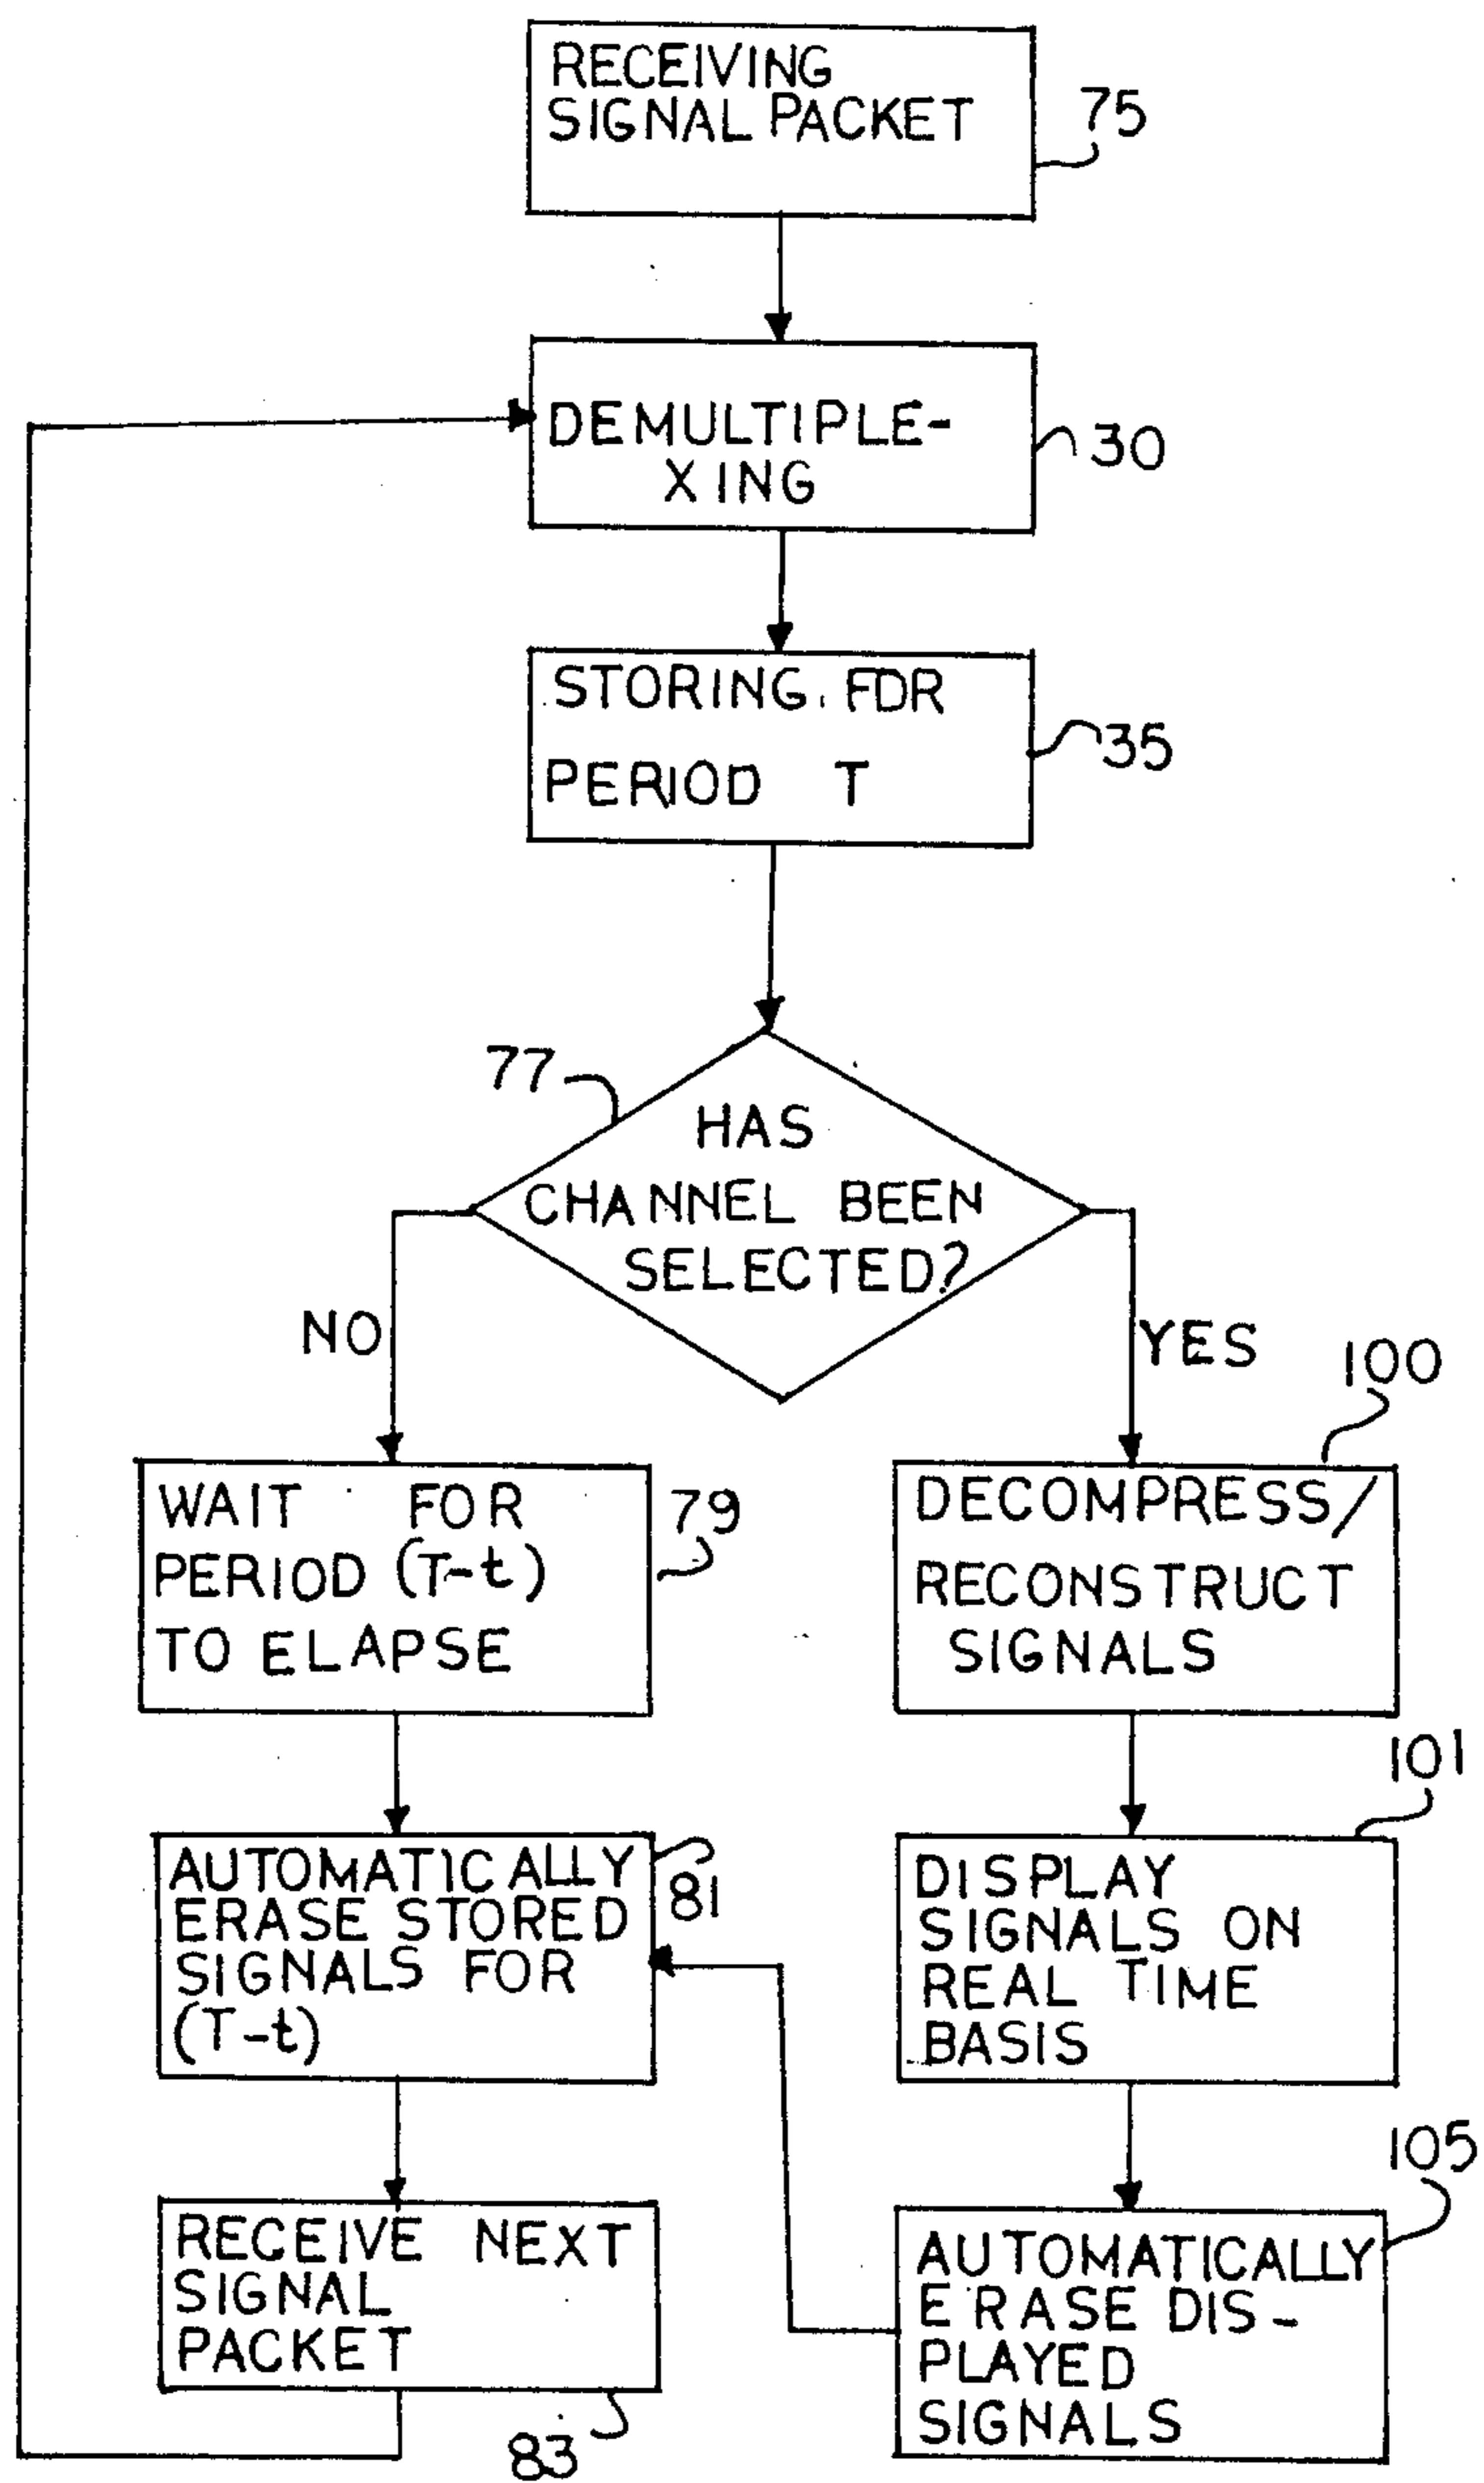 RECEIVING
SIGNAL PACKET
75
DEMULTIPLE-
XING
30
STORING FOR
PERIOD T
35
77
HAS
CHANNEL BEEN
SELECTED?
NO
YES
100
WAIT FOR
PERIOD (T-t)
TO ELAPSE
79
DECOMPRESS/
RECONSTRUCT
SIGNALS
101
AUTOMATICALLY
ERASE STORED
SIGNALS FOR
(T-t)
81
DISPLAY
SIGNALS ON
REAL TIME
BASIS
105
RECEIVE NEXT
SIGNAL
PACKET
83
AUTOMATICALLY
ERASE DIS-
PLAYED
SIGNALS